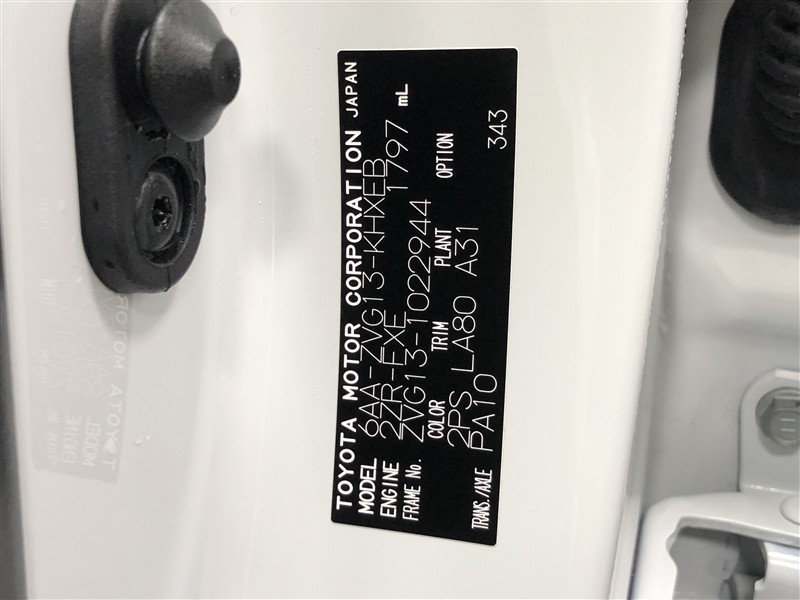 TOYOTA MOTOR CORPORATION JAPAN
MODEL 6AA-ZVG13-KHXEB
ENGINE 2ZR-FXE 1797 mL
FRAME No. ZVG13-1022944
COLOR TRIM PLANT OPTION
2PS LA80 A31
TRANS./AXLE PA10 343